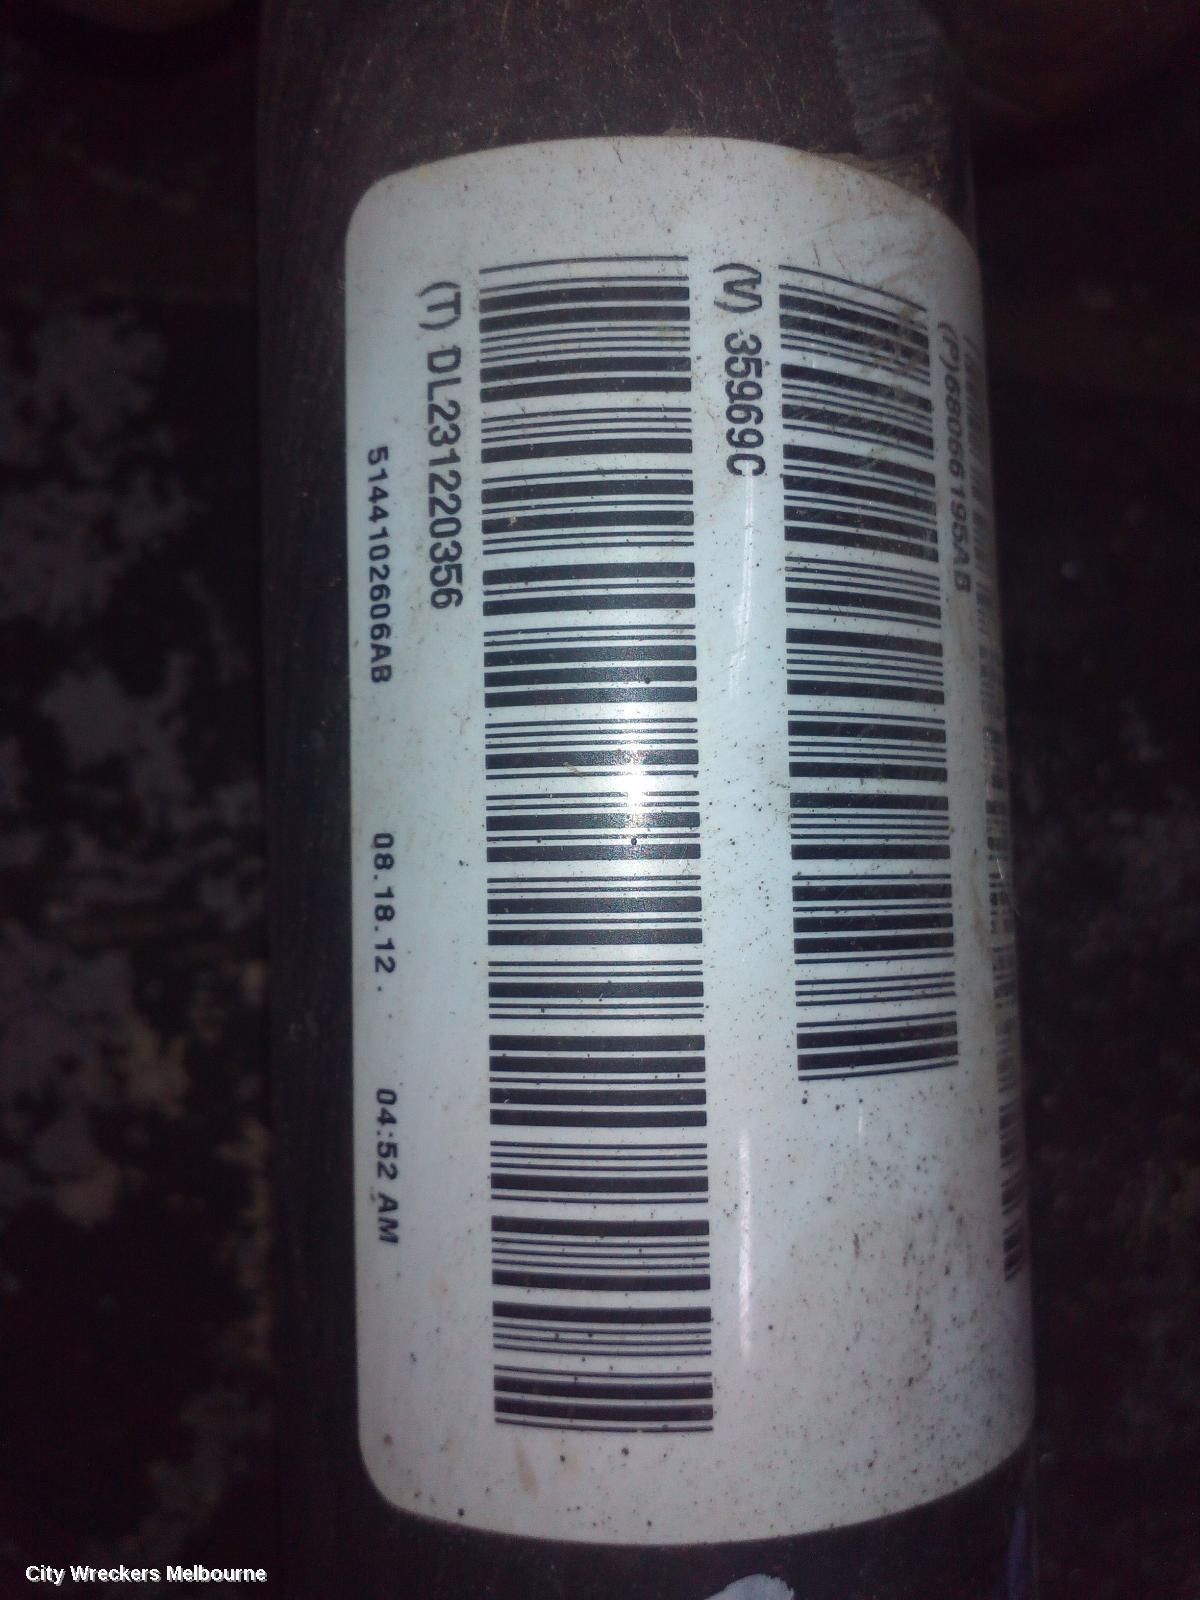 (P)68066195AB
(V) 35969C
(T) DL231220356
5144102606AB 08.18.12. 04:52 AM
City Wreckers Melbourne